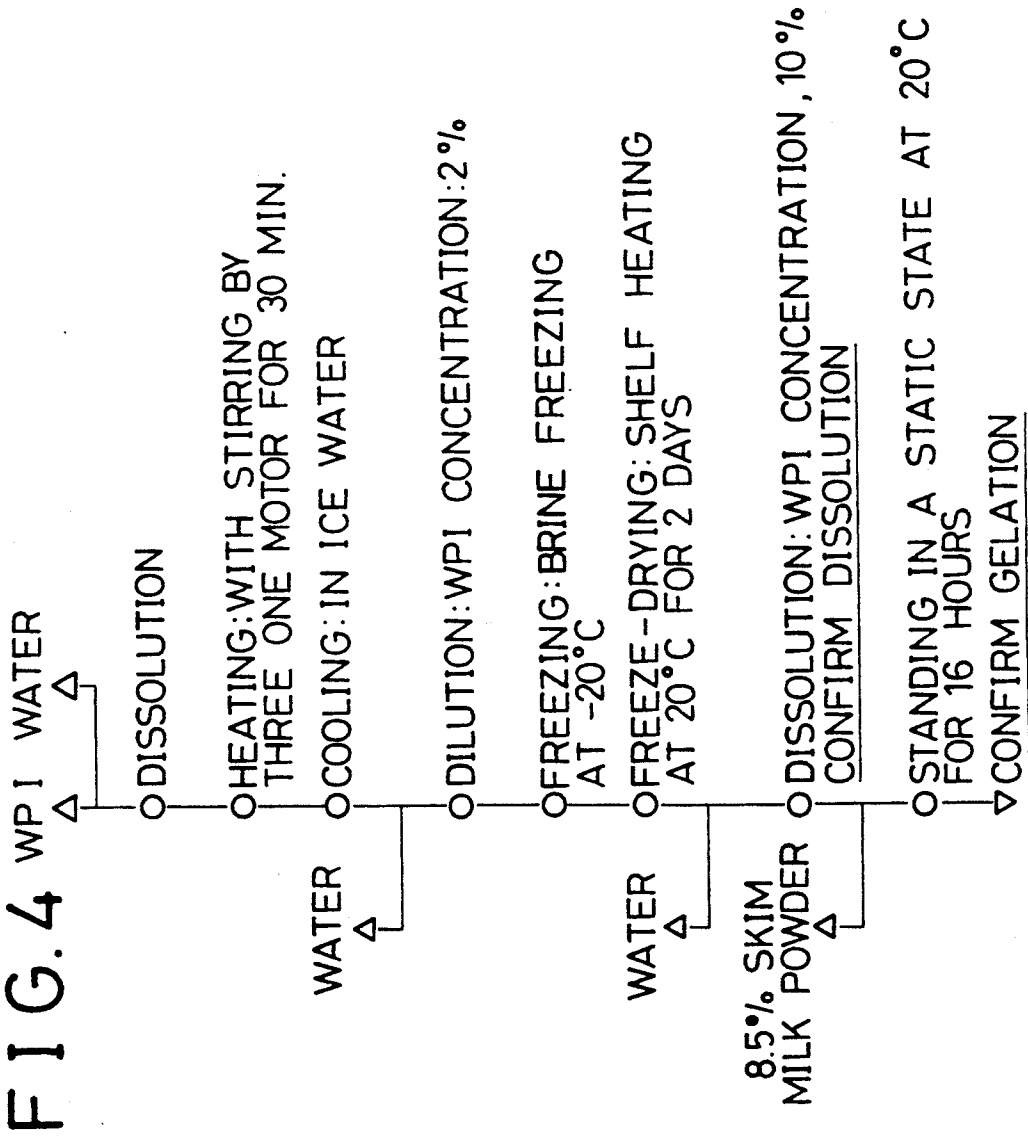 FIG. 4
WPI WATER
DISSOLUTION
HEATING: WITH STIRRING BY
THREE ONE MOTOR FOR 30 MIN.
COOLING: IN ICE WATER
WATER
DILUTION: WPI CONCENTRATION: 2%
FREEZING: BRINE FREEZING
AT -20°C
FREEZE-DRYING: SHELF HEATING
AT 20°C FOR 2 DAYS
WATER
DISSOLUTION: WPI CONCENTRATION, 10%
CONFIRM DISSOLUTION
8.5% SKIM
MILK POWDER
STANDING IN A STATIC STATE AT 20°C
FOR 16 HOURS
CONFIRM GELATION